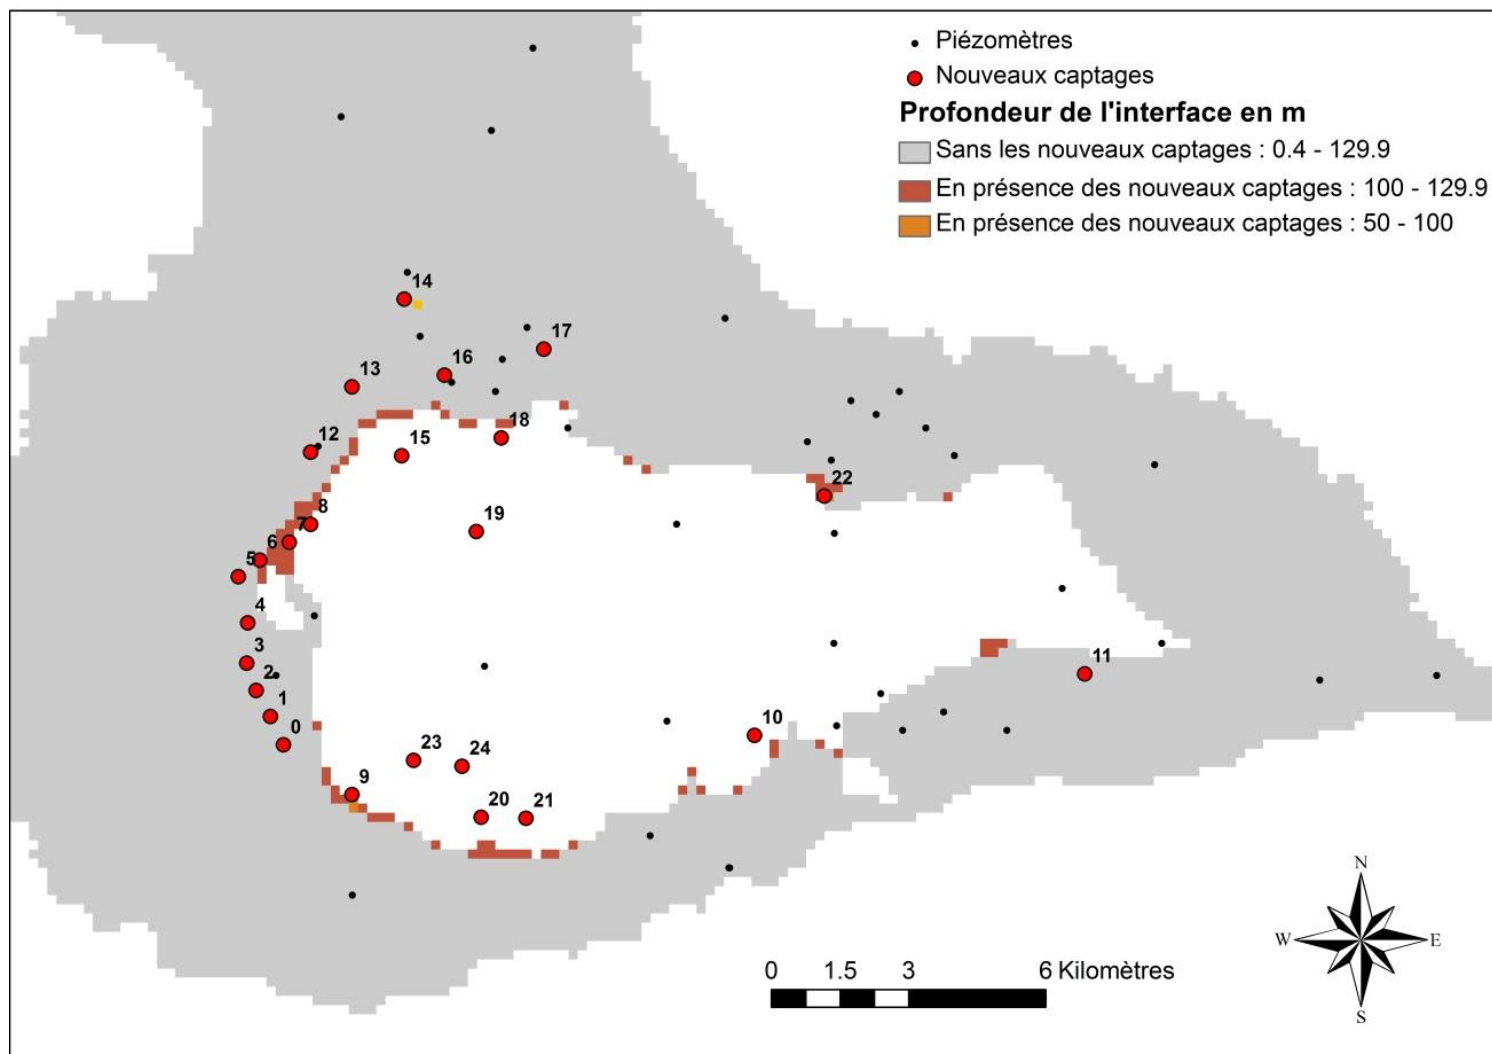 Piézomètres
Nouveaux captages
Profondeur de l'interface en m
Sans les nouveaux captages : 0.4 - 129.9
En présence des nouveaux captages : 100 - 129.9
En présence des nouveaux captages : 50 - 100
14
17
16
13
18
12
15
22
8
19
7
6
5
4
3
11
2
1
10
0
23
24
9
20
21
N
W
E
S
0 1.5 3 6 Kilomètres